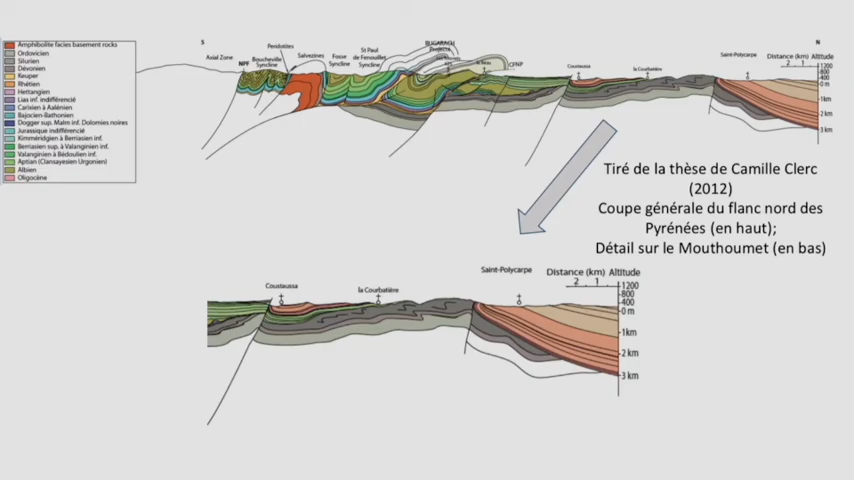 Amphibolite facies basement rocks
Ordovicien
Silurien
Dévonien
Keuper
Rhétien
Hettangien
Lias inf. indifférencié
Carixien à Aalénien
Bajocien-Bathonien
Dogger sup. Malm inf. Dolomies noires
Jurassique indifférencié
Kimméridgien à Berriasien inf.
Berriasien sup. à Valanginien inf.
Valanginien à Bédoulien inf.
Aptian (Clansayesien Urgonien)
Albien
Oligocène
S
Axial Zone
NPF
Boucheville
Syncline
Peridotites
Salvezines
Fosse
Syncline
St Paul
de Fenouillet
Syncline
BUGARACH
CFNP
Coustaussa
la Courbatière
Saint-Polycarpe
N
Distance (km) Altitude
2 1
1200
800
400
0 m
1km
2 km
3 km
Tiré de la thèse de Camille Clerc
(2012)
Coupe générale du flanc nord des
Pyrénées (en haut);
Détail sur le Mouthoumet (en bas)
Coustaussa
la Courbatière
Saint-Polycarpe
Distance (km) Altitude
2 1
1200
800
400
0 m
1km
2 km
3 km